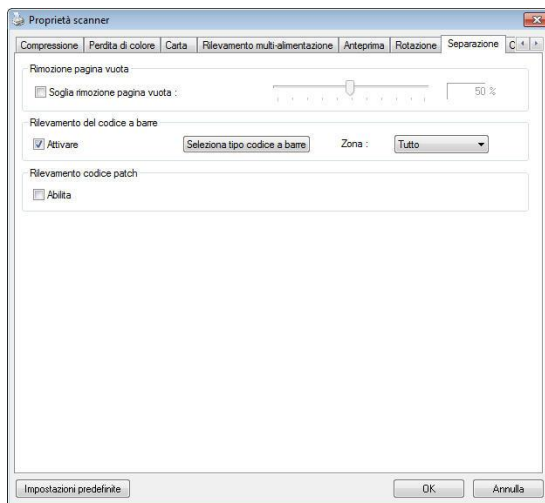 Proprietà scanner
Compressione Perdita di colore Carta Rilevamento multi-alimentazione Anteprima Rotazione Separazione
Rimozione pagina vuota
Soglia rimozione pagina vuota : 50 %
Rilevamento del codice a barre
Attivare Seleziona tipo codice a barre Zona : Tutto
Rilevamento codice patch
Abilita
Impostazioni predefinite OK Annulla